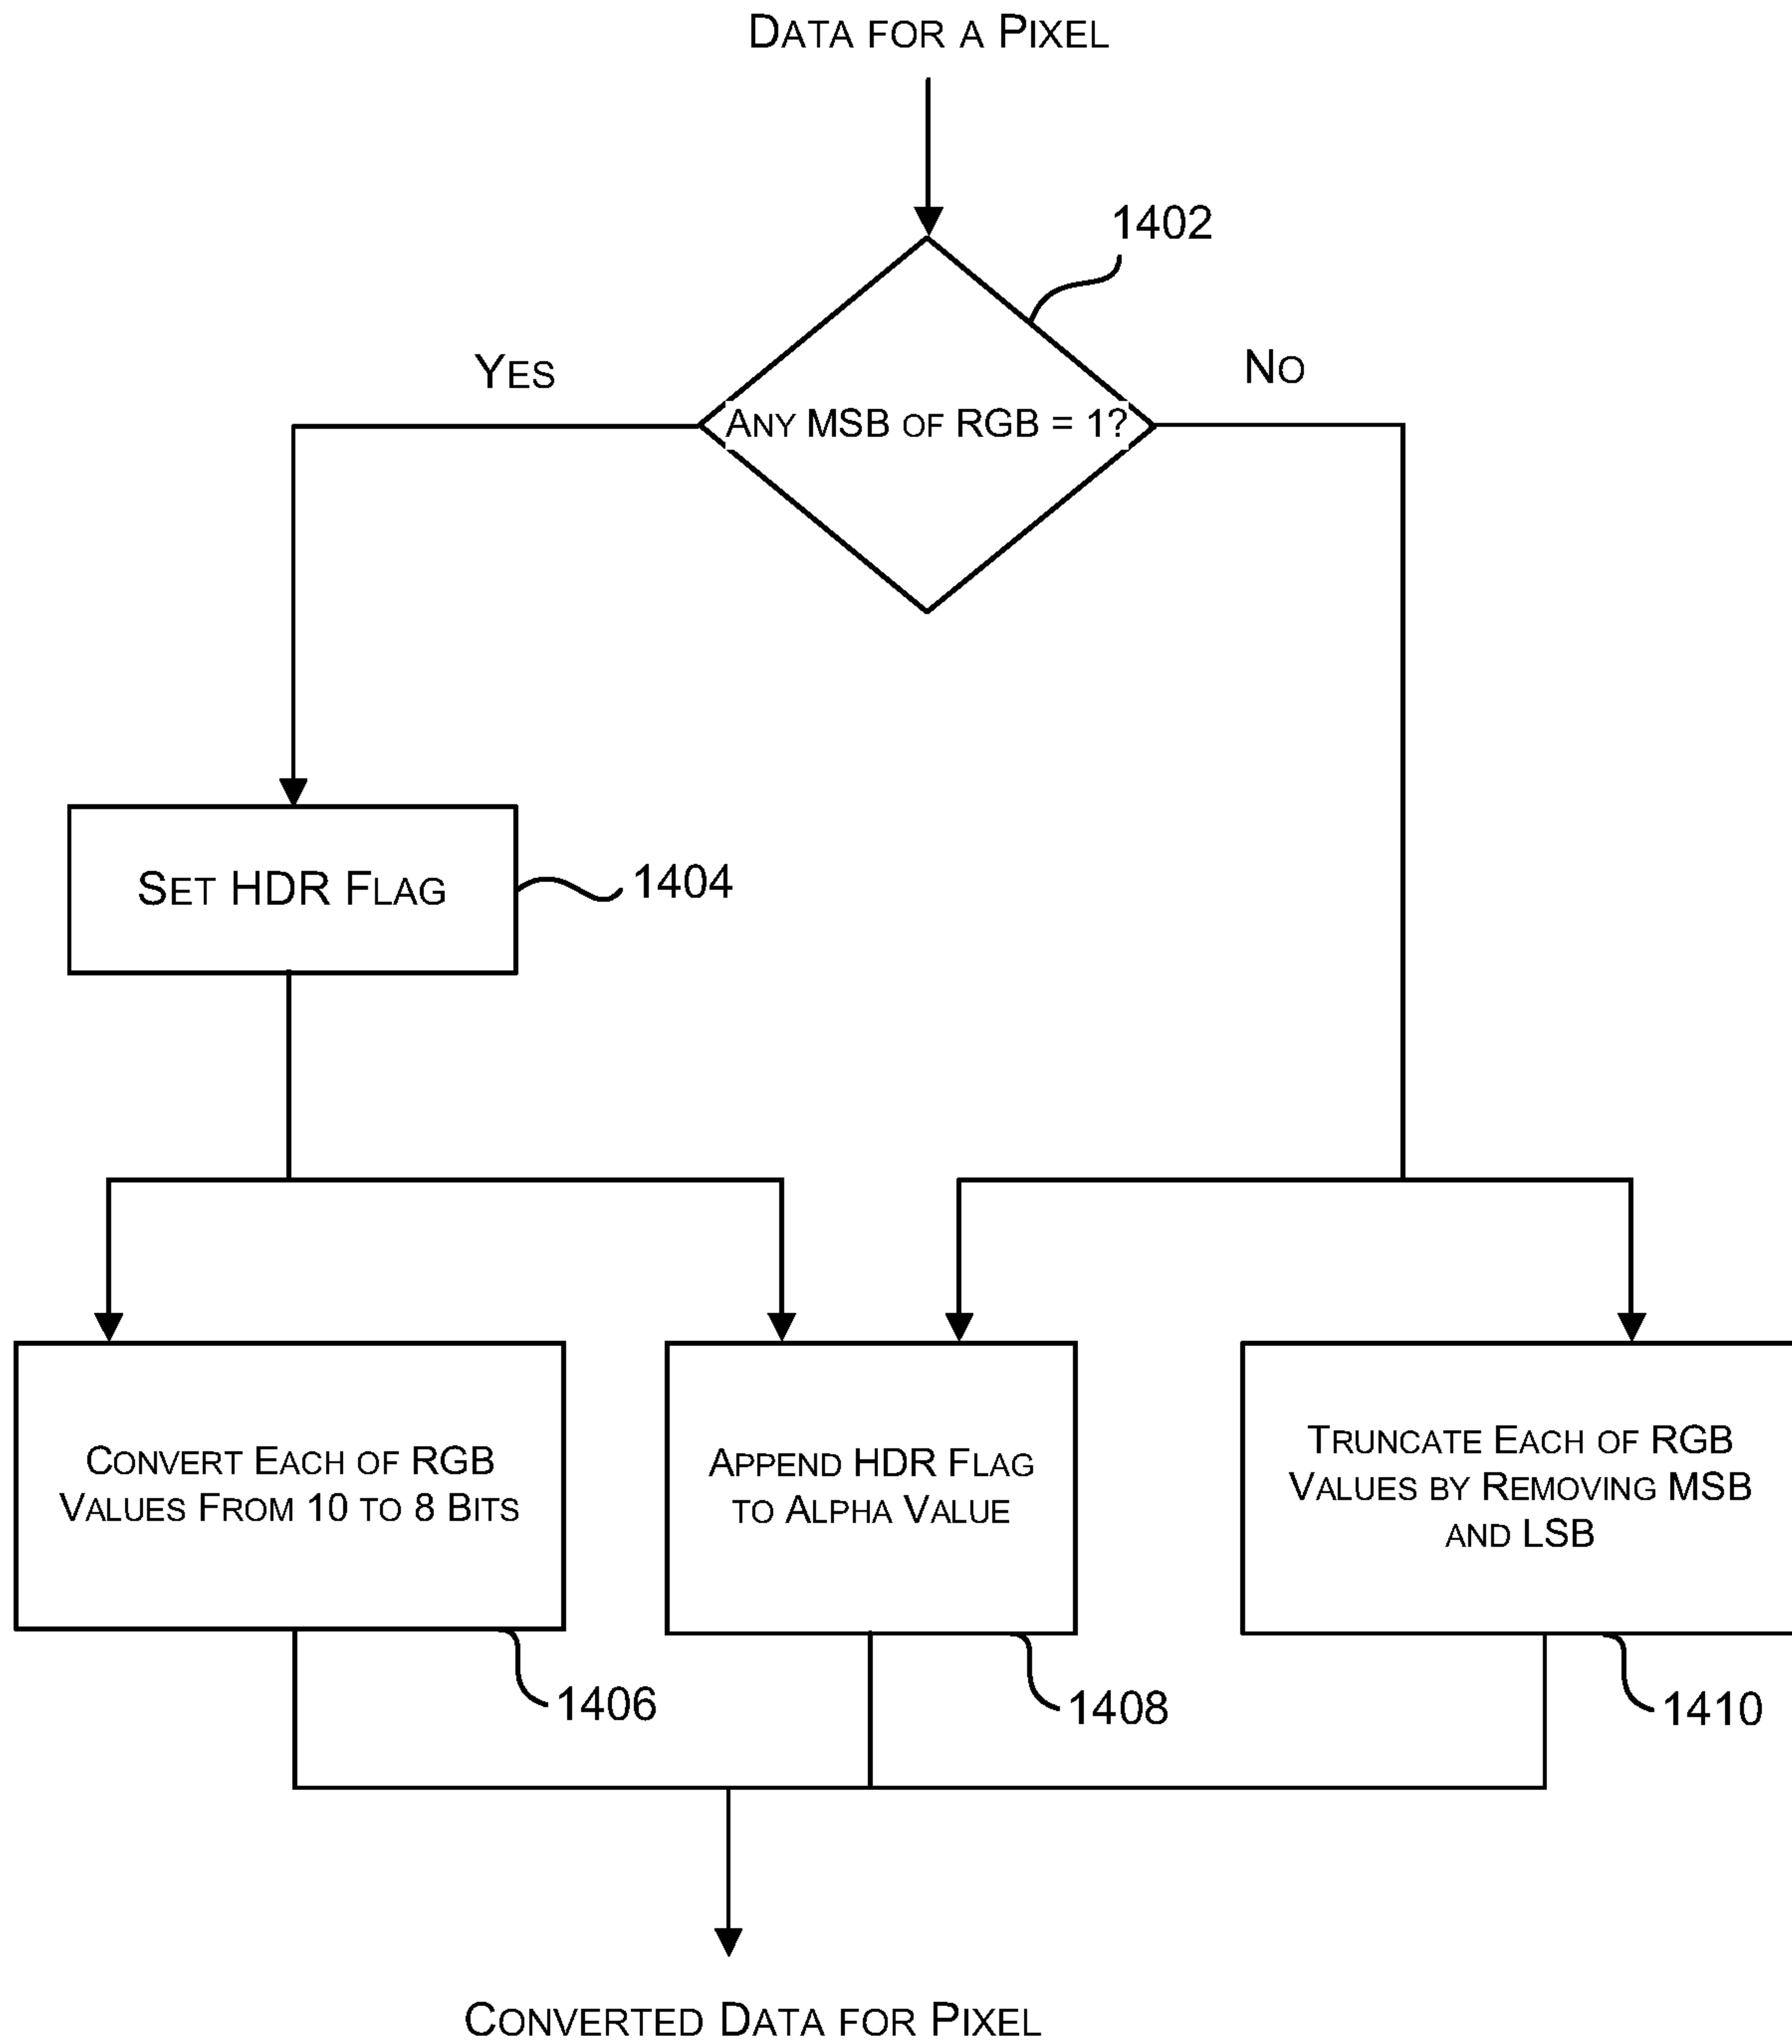 DATA FOR A PIXEL
1402
YES
NO
ANY MSB OF RGB = 1?
SET HDR FLAG
1404
CONVERT EACH OF RGB
VALUES FROM 10 TO 8 BITS
APPEND HDR FLAG
TO ALPHA VALUE
TRUNCATE EACH OF RGB
VALUES BY REMOVING MSB
AND LSB
1406
1408
1410
CONVERTED DATA FOR PIXEL